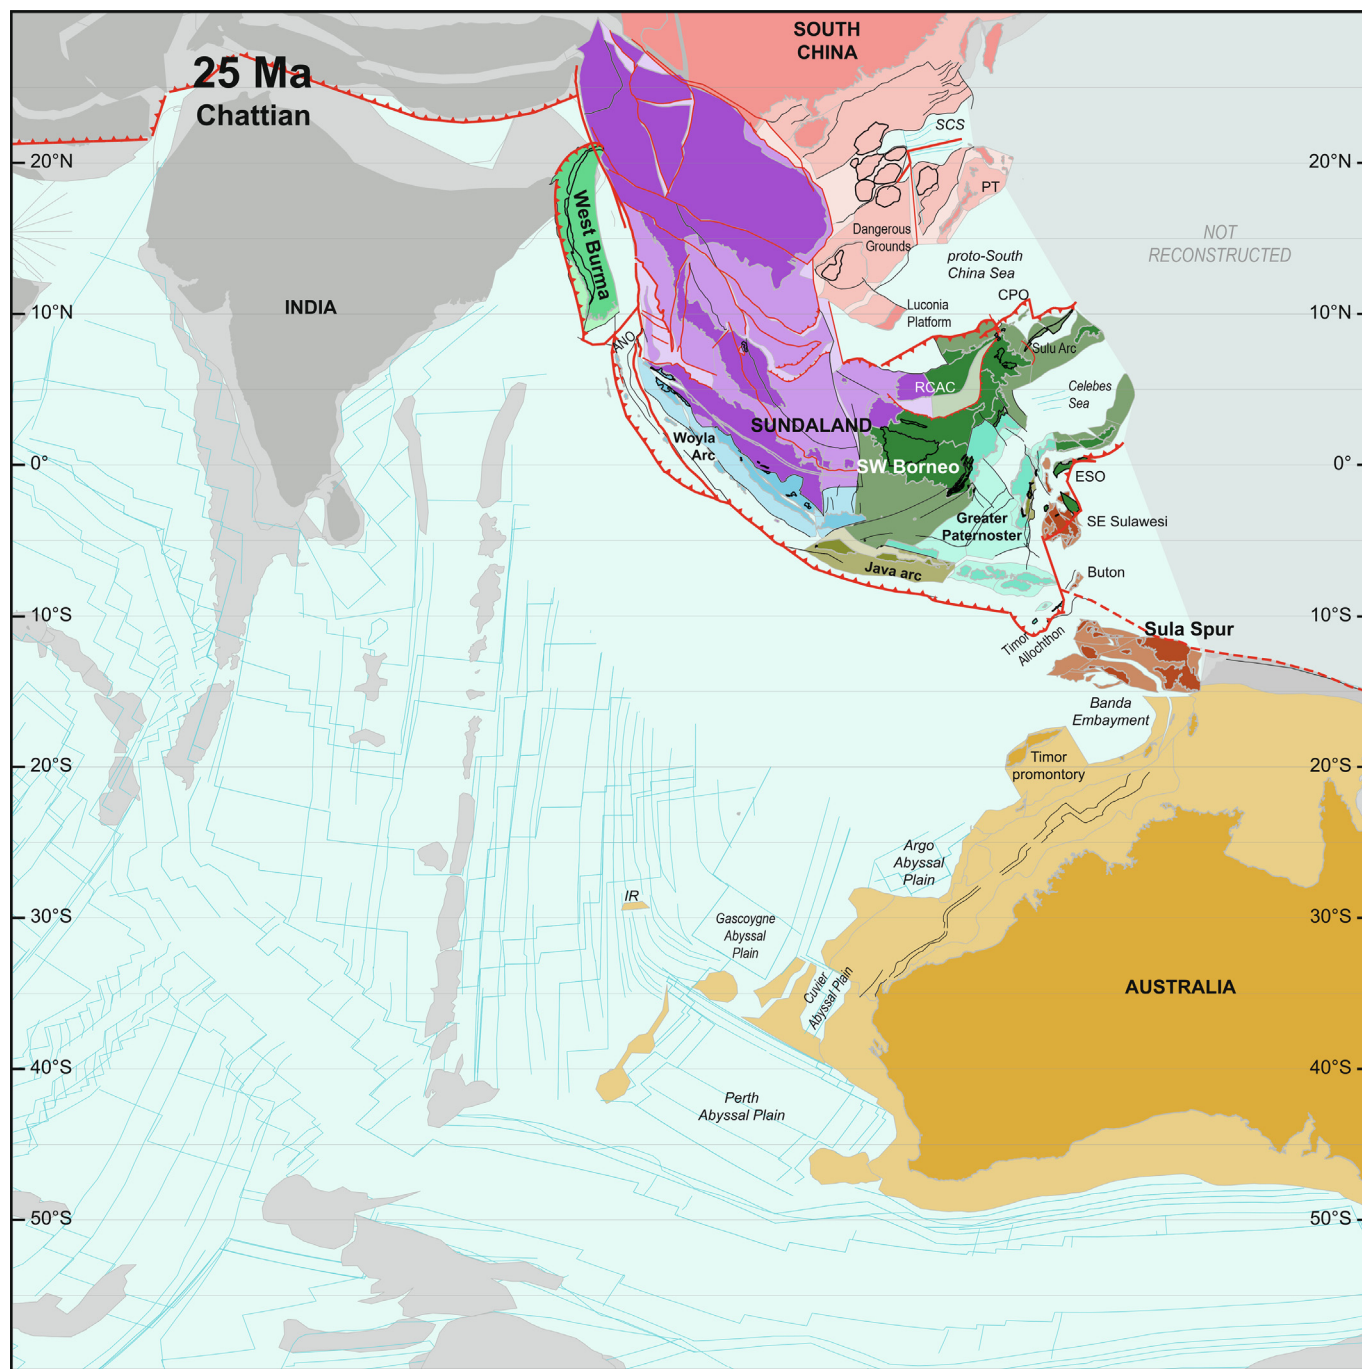 SOUTH
CHINA
25 Ma
Chattian
SCS
20°N
20°N
PT
West Burma
Dangerous
Grounds
NOT
RECONSTRUCTED
proto-South
China Sea
CPO
INDIA
10°N
10°N
Luconia
Platform
ANO
Sulu Arc
RCAC
Celebes
Sea
SUNDALAND
Woyla
Arc
0°
0°
SW Borneo
ESO
Greater
Paternoster
SE Sulawesi
Java arc
Buton
10°S
10°S
Timor
Allochthon
Sula Spur
Banda
Embayment
Timor
promontory
20°S
20°S
Argo
Abyssal
Plain
IR
30°S
30°S
Gascoygne
Abyssal
Plain
Cuvier
Abyssal Plain
AUSTRALIA
40°S
40°S
Perth
Abyssal Plain
50°S
50°S